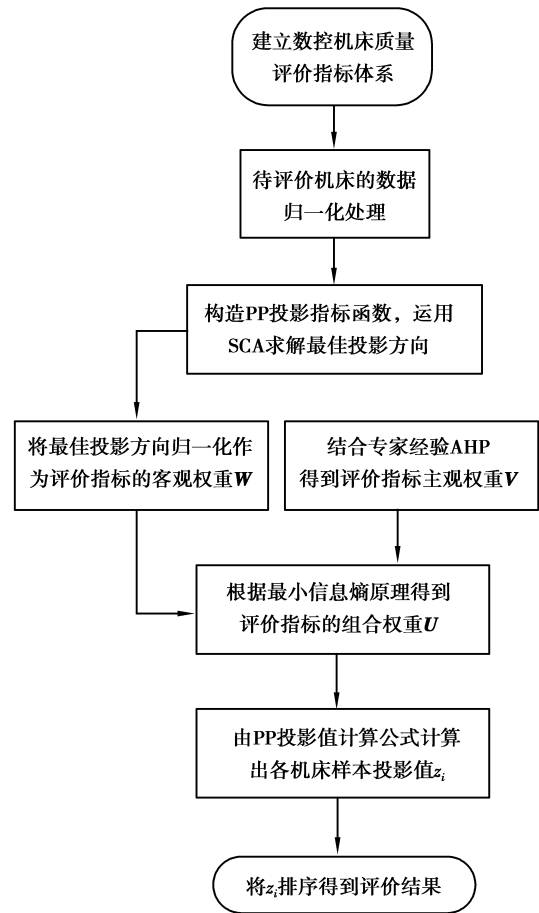 建立数控机床质量
评价指标体系
待评价机床的数据
归一化处理
构造PP投影指标函数，运用
SCA求解最佳投影方向
将最佳投影方向归一化作
为评价指标的客观权重W
结合专家经验AHP
得到评价指标主观权重V
根据最小信息熵原理得到
评价指标的组合权重U
由PP投影值计算公式计算
出各机床样本投影值zi
将zi排序得到评价结果